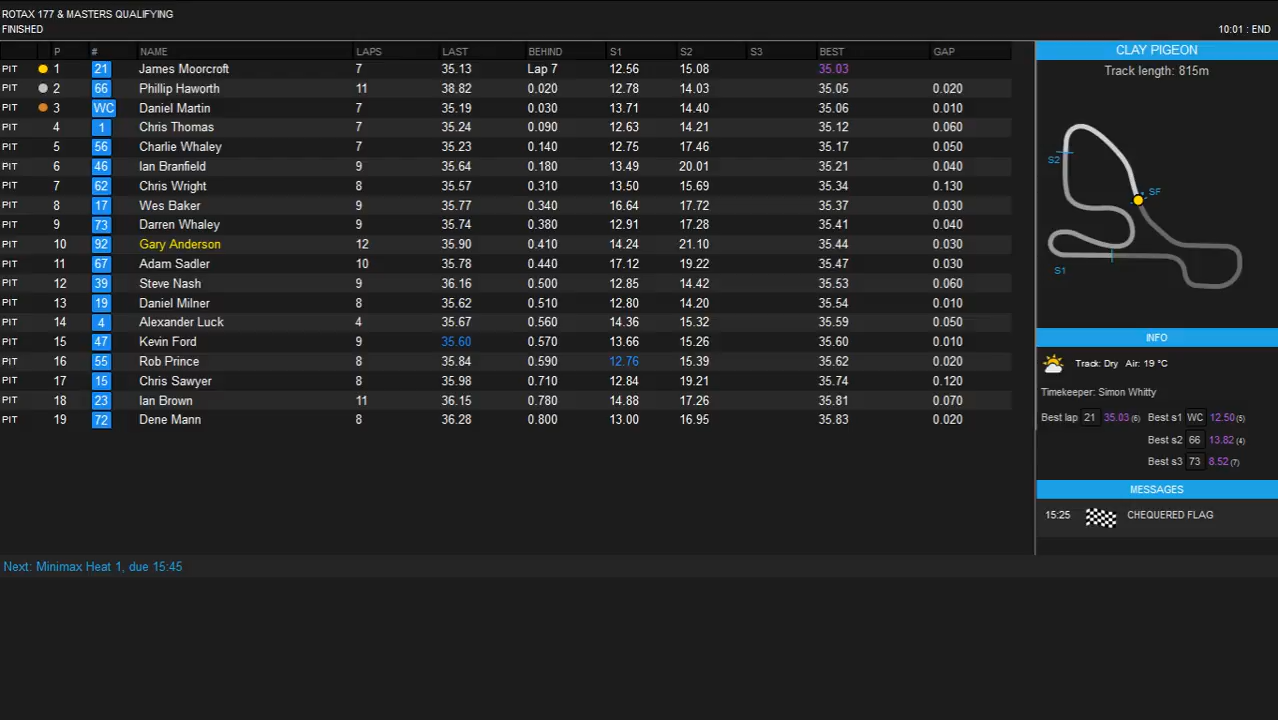 ROTAX 177 & MASTERS QUALIFYING
FINISHED
10:01 : END
P # NAME LAPS LAST BEHIND S1 S2 S3 BEST GAP
PIT 1 21 James Moorcroft 7 35.13 Lap 7 12.56 15.08 35.03
PIT 2 66 Phillip Haworth 11 38.82 0.020 12.78 14.03 35.05 0.020
PIT 3 WC Daniel Martin 7 35.19 0.030 13.71 14.40 35.06 0.010
PIT 4 1 Chris Thomas 7 35.24 0.090 12.63 14.21 35.12 0.060
PIT 5 56 Charlie Whaley 7 35.23 0.140 12.75 17.46 35.17 0.050
PIT 6 46 Ian Branfield 9 35.64 0.180 13.49 20.01 35.21 0.040
PIT 7 62 Chris Wright 8 35.57 0.310 13.50 15.69 35.34 0.130
PIT 8 17 Wes Baker 9 35.77 0.340 16.64 17.72 35.37 0.030
PIT 9 73 Darren Whaley 9 35.74 0.380 12.91 17.28 35.41 0.040
PIT 10 92 Gary Anderson 12 35.90 0.410 14.24 21.10 35.44 0.030
PIT 11 67 Adam Sadler 10 35.78 0.440 17.12 19.22 35.47 0.030
PIT 12 39 Steve Nash 9 36.16 0.500 12.85 14.42 35.53 0.060
PIT 13 19 Daniel Milner 8 35.62 0.510 12.80 14.20 35.54 0.010
PIT 14 4 Alexander Luck 4 35.67 0.560 14.36 15.32 35.59 0.050
PIT 15 47 Kevin Ford 9 35.60 0.570 13.66 15.26 35.60 0.010
PIT 16 55 Rob Prince 8 35.84 0.590 12.76 15.39 35.62 0.020
PIT 17 15 Chris Sawyer 8 35.98 0.710 12.84 19.21 35.74 0.120
PIT 18 23 Ian Brown 11 36.15 0.780 14.88 17.26 35.81 0.070
PIT 19 72 Dene Mann 8 36.28 0.800 13.00 16.95 35.83 0.020
CLAY PIGEON
Track length: 815m
S2
SF
S1
INFO
Track: Dry Air: 19 °C
Timekeeper: Simon Whitty
Best lap 21 35.03 (6) Best s1 WC 12.50 (5)
Best s2 66 13.82 (4)
Best s3 73 8.52 (7)
MESSAGES
15:25 CHEQUERED FLAG
Next: Minimax Heat 1, due 15:45